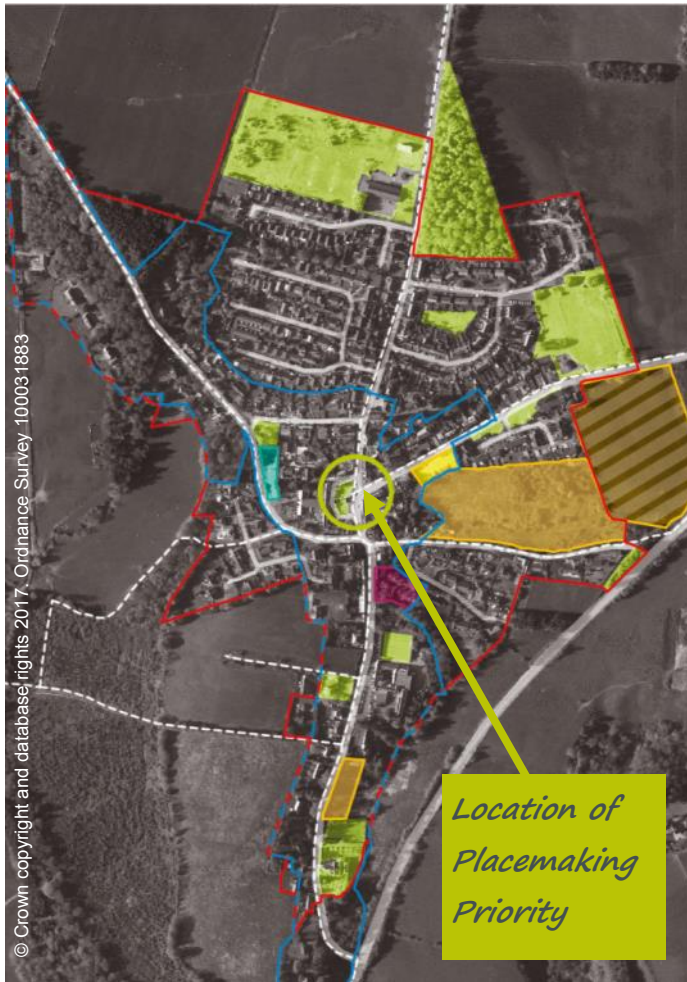 © Crown copyright and database rights 2017. Ordnance Survey 100031883
Location of
Placemaking
Priority